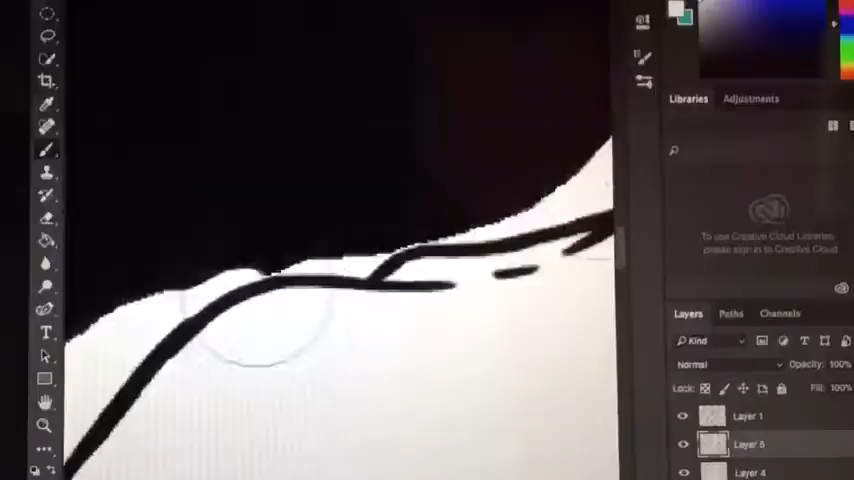 Libraries Adjustments
To use Creative Cloud Libraries,
please sign in to Creative Cloud
Layers Paths Channels
Kind
Normal Opacity: 100%
Lock: Fill: 100%
Layer 1
Layer 5
Layer 4